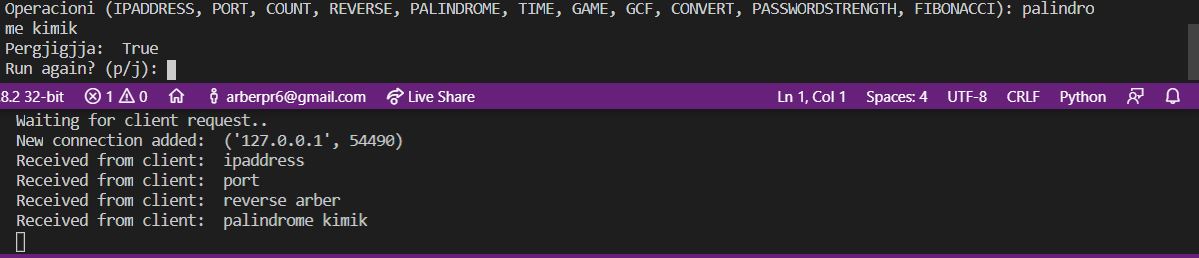 Operacioni (IPADDRESS, PORT, COUNT, REVERSE, PALINDROME, TIME, GAME, GCF, CONVERT, PASSWORDSTRENGTH, FIBONACCI): palindro
me kimik
Pergjigjja:  True
Run again? (p/j):
.8.2 32-bit 1 0 arberpr6@gmail.com Live Share Ln 1, Col 1 Spaces: 4 UTF-8 CRLF Python
Waiting for client request..
New connection added:  ('127.0.0.1', 54490)
Received from client:  ipaddress
Received from client:  port
Received from client:  reverse arber
Received from client:  palindrome kimik